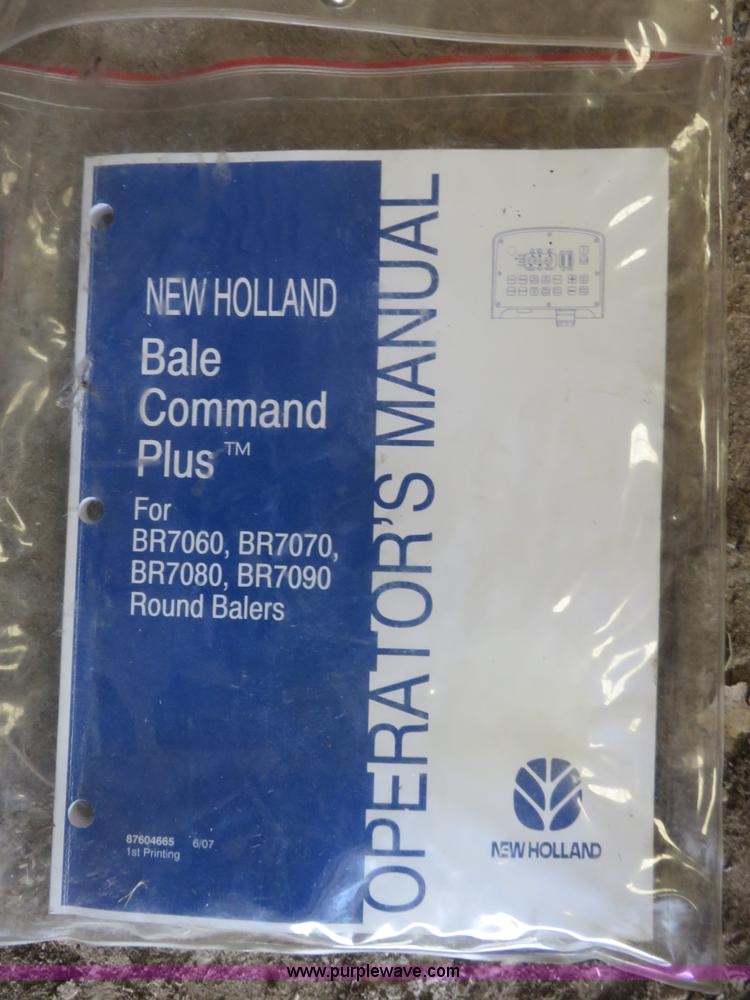 NEW HOLLAND
Bale
Command
Plus™
For
BR7060, BR7070,
BR7080, BR7090
Round Balers
87604665 6/07
1st Printing
OPERATOR'S MANUAL
NEW HOLLAND
www.purplewave.com